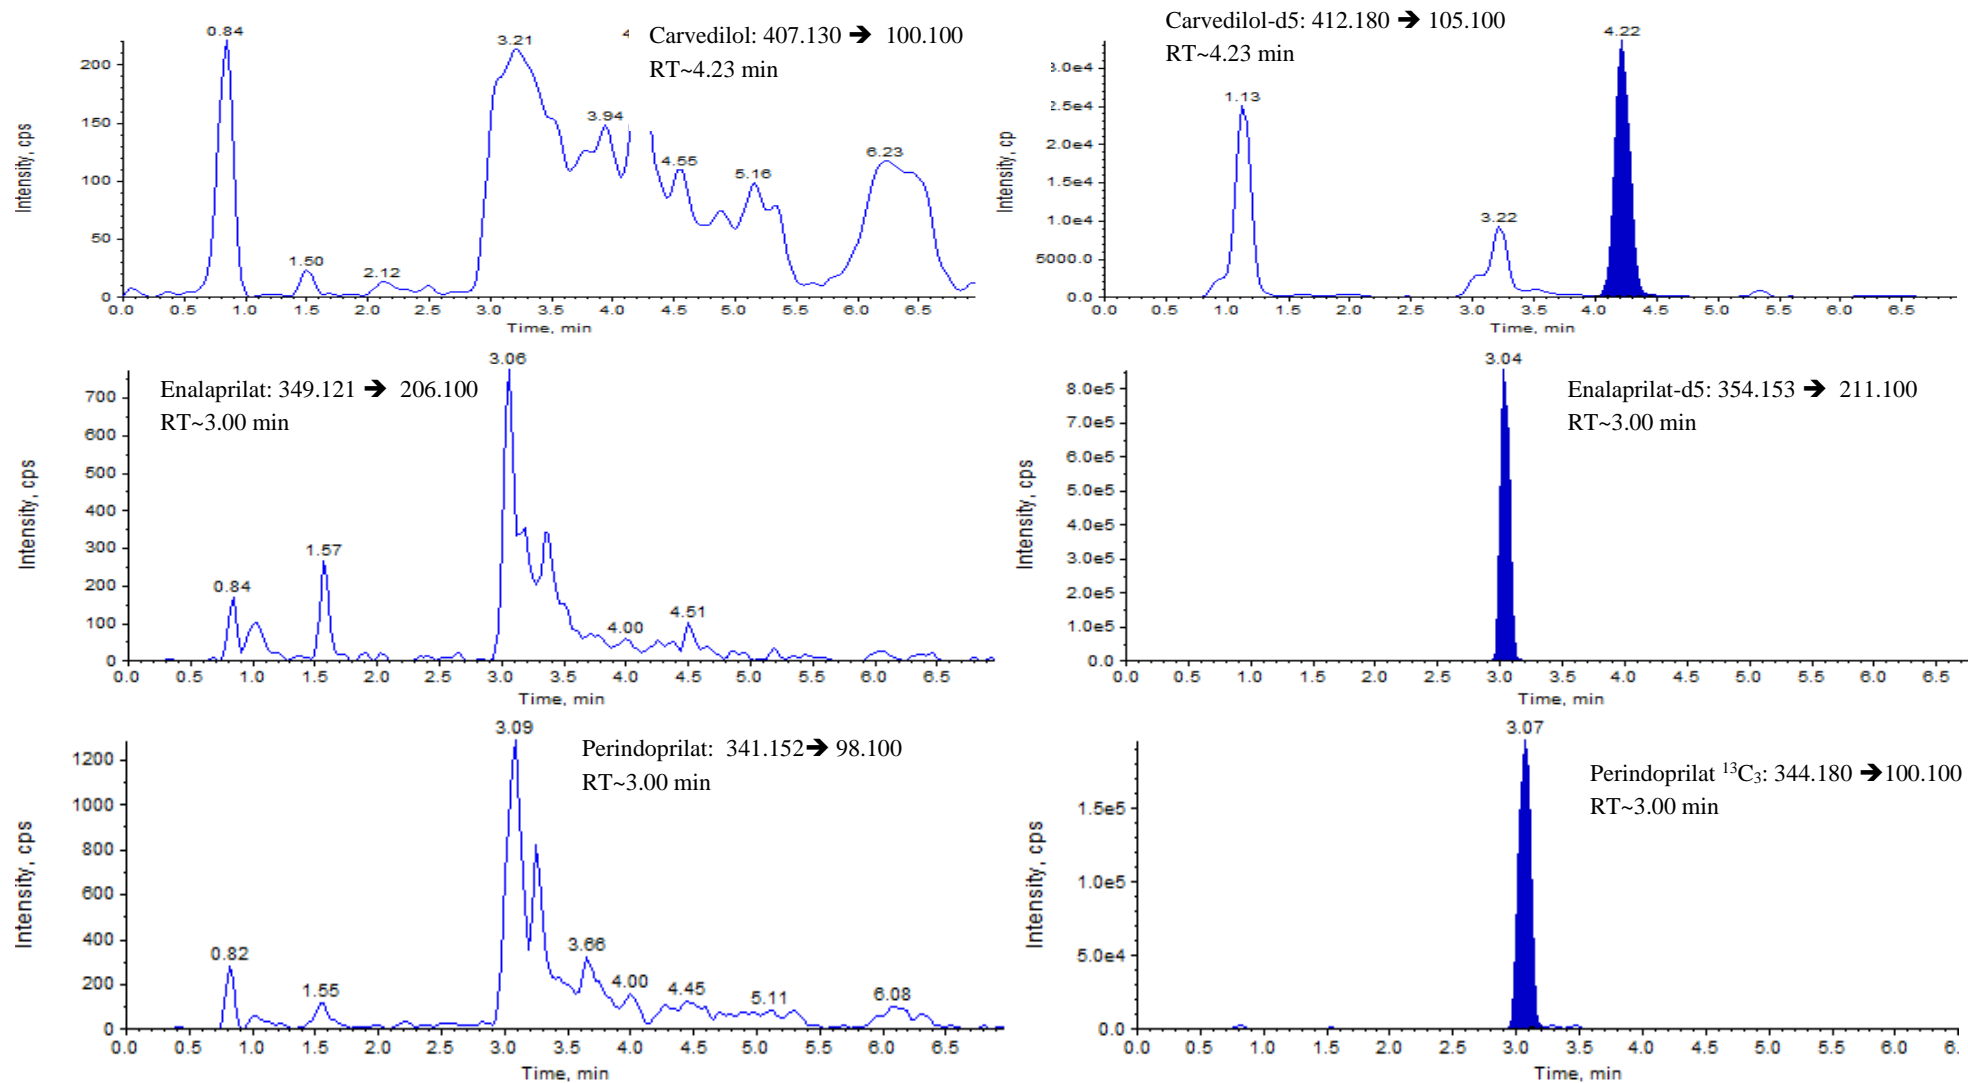 0.84
3.21
3.94
4.55
5.16
6.23
1.50
2.12
4
Carvedilol: 407.130 ➔ 100.100
RT~4.23 min
200
150
100
50
0
Intensity, cps
0.0 0.5 1.0 1.5 2.0 2.5 3.0 3.5 4.0 4.5 5.0 5.5 6.0 6.5
Time, min
Carvedilol-d5: 412.180 ➔ 105.100
RT~4.23 min
4.22
1.13
3.22
3.0e4
2.5e4
2.0e4
1.5e4
1.0e4
5000.0
0.0
Intensity, cp
0.0 0.5 1.0 1.5 2.0 2.5 3.0 3.5 4.0 4.5 5.0 5.5 6.0 6.5
Time, min
3.06
Enalaprilat: 349.121 ➔ 206.100
RT~3.00 min
1.57
0.84
4.00
4.51
700
600
500
400
300
200
100
0
Intensity, cps
0.0 0.5 1.0 1.5 2.0 2.5 3.0 3.5 4.0 4.5 5.0 5.5 6.0 6.5
Time, min
3.04
Enalaprilat-d5: 354.153 ➔ 211.100
RT~3.00 min
8.0e5
7.0e5
6.0e5
5.0e5
4.0e5
3.0e5
2.0e5
1.0e5
0.0
Intensity, cps
0.0 0.5 1.0 1.5 2.0 2.5 3.0 3.5 4.0 4.5 5.0 5.5 6.0 6.5
Time, min
3.09
Perindoprilat: 341.152➔ 98.100
RT~3.00 min
0.82
1.55
3.66
4.00
4.45
5.11
6.08
1200
1000
800
600
400
200
0
Intensity, cps
0.0 0.5 1.0 1.5 2.0 2.5 3.0 3.5 4.0 4.5 5.0 5.5 6.0 6.5
Time, min
3.07
Perindoprilat ¹³C₃: 344.180 ➔100.100
RT~3.00 min
1.5e5
1.0e5
5.0e4
0.0
Intensity, cps
0.0 0.5 1.0 1.5 2.0 2.5 3.0 3.5 4.0 4.5 5.0 5.5 6.0 6.
Time, min